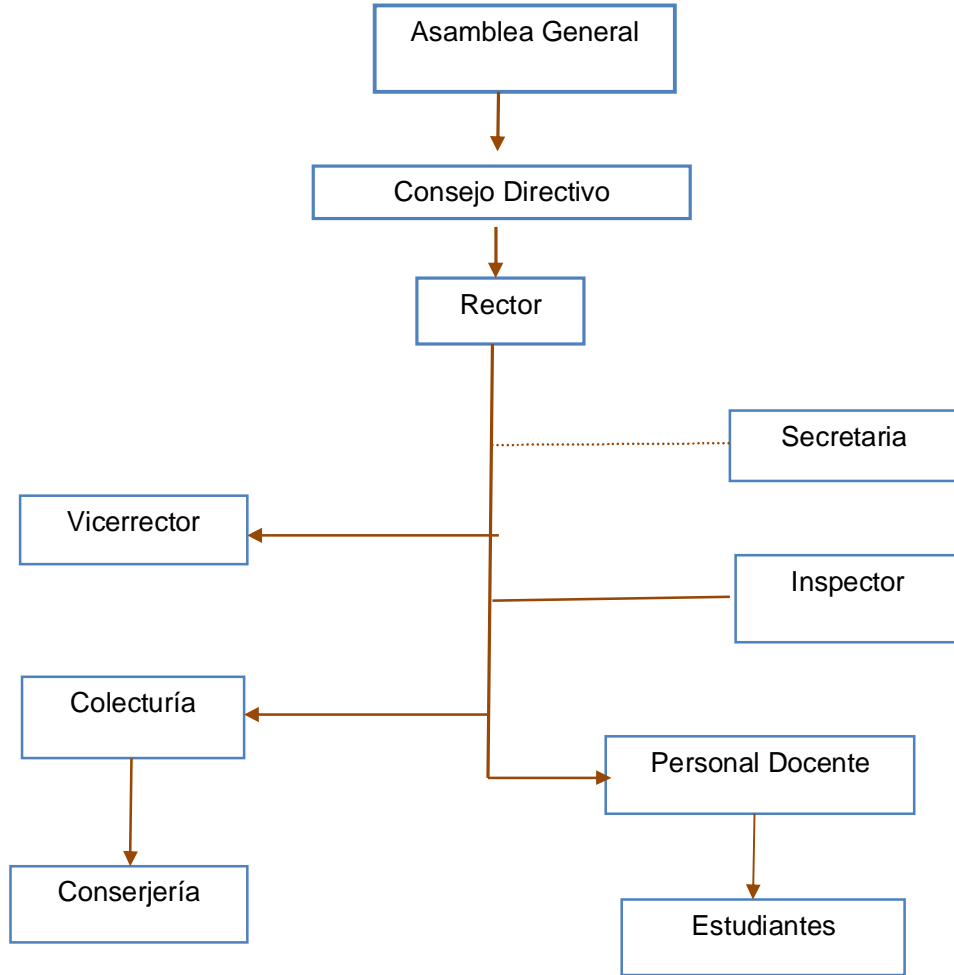 Asamblea General
Consejo Directivo
Rector
Secretaria
Vicerrector
Inspector
Colecturía
Personal Docente
Conserjería
Estudiantes